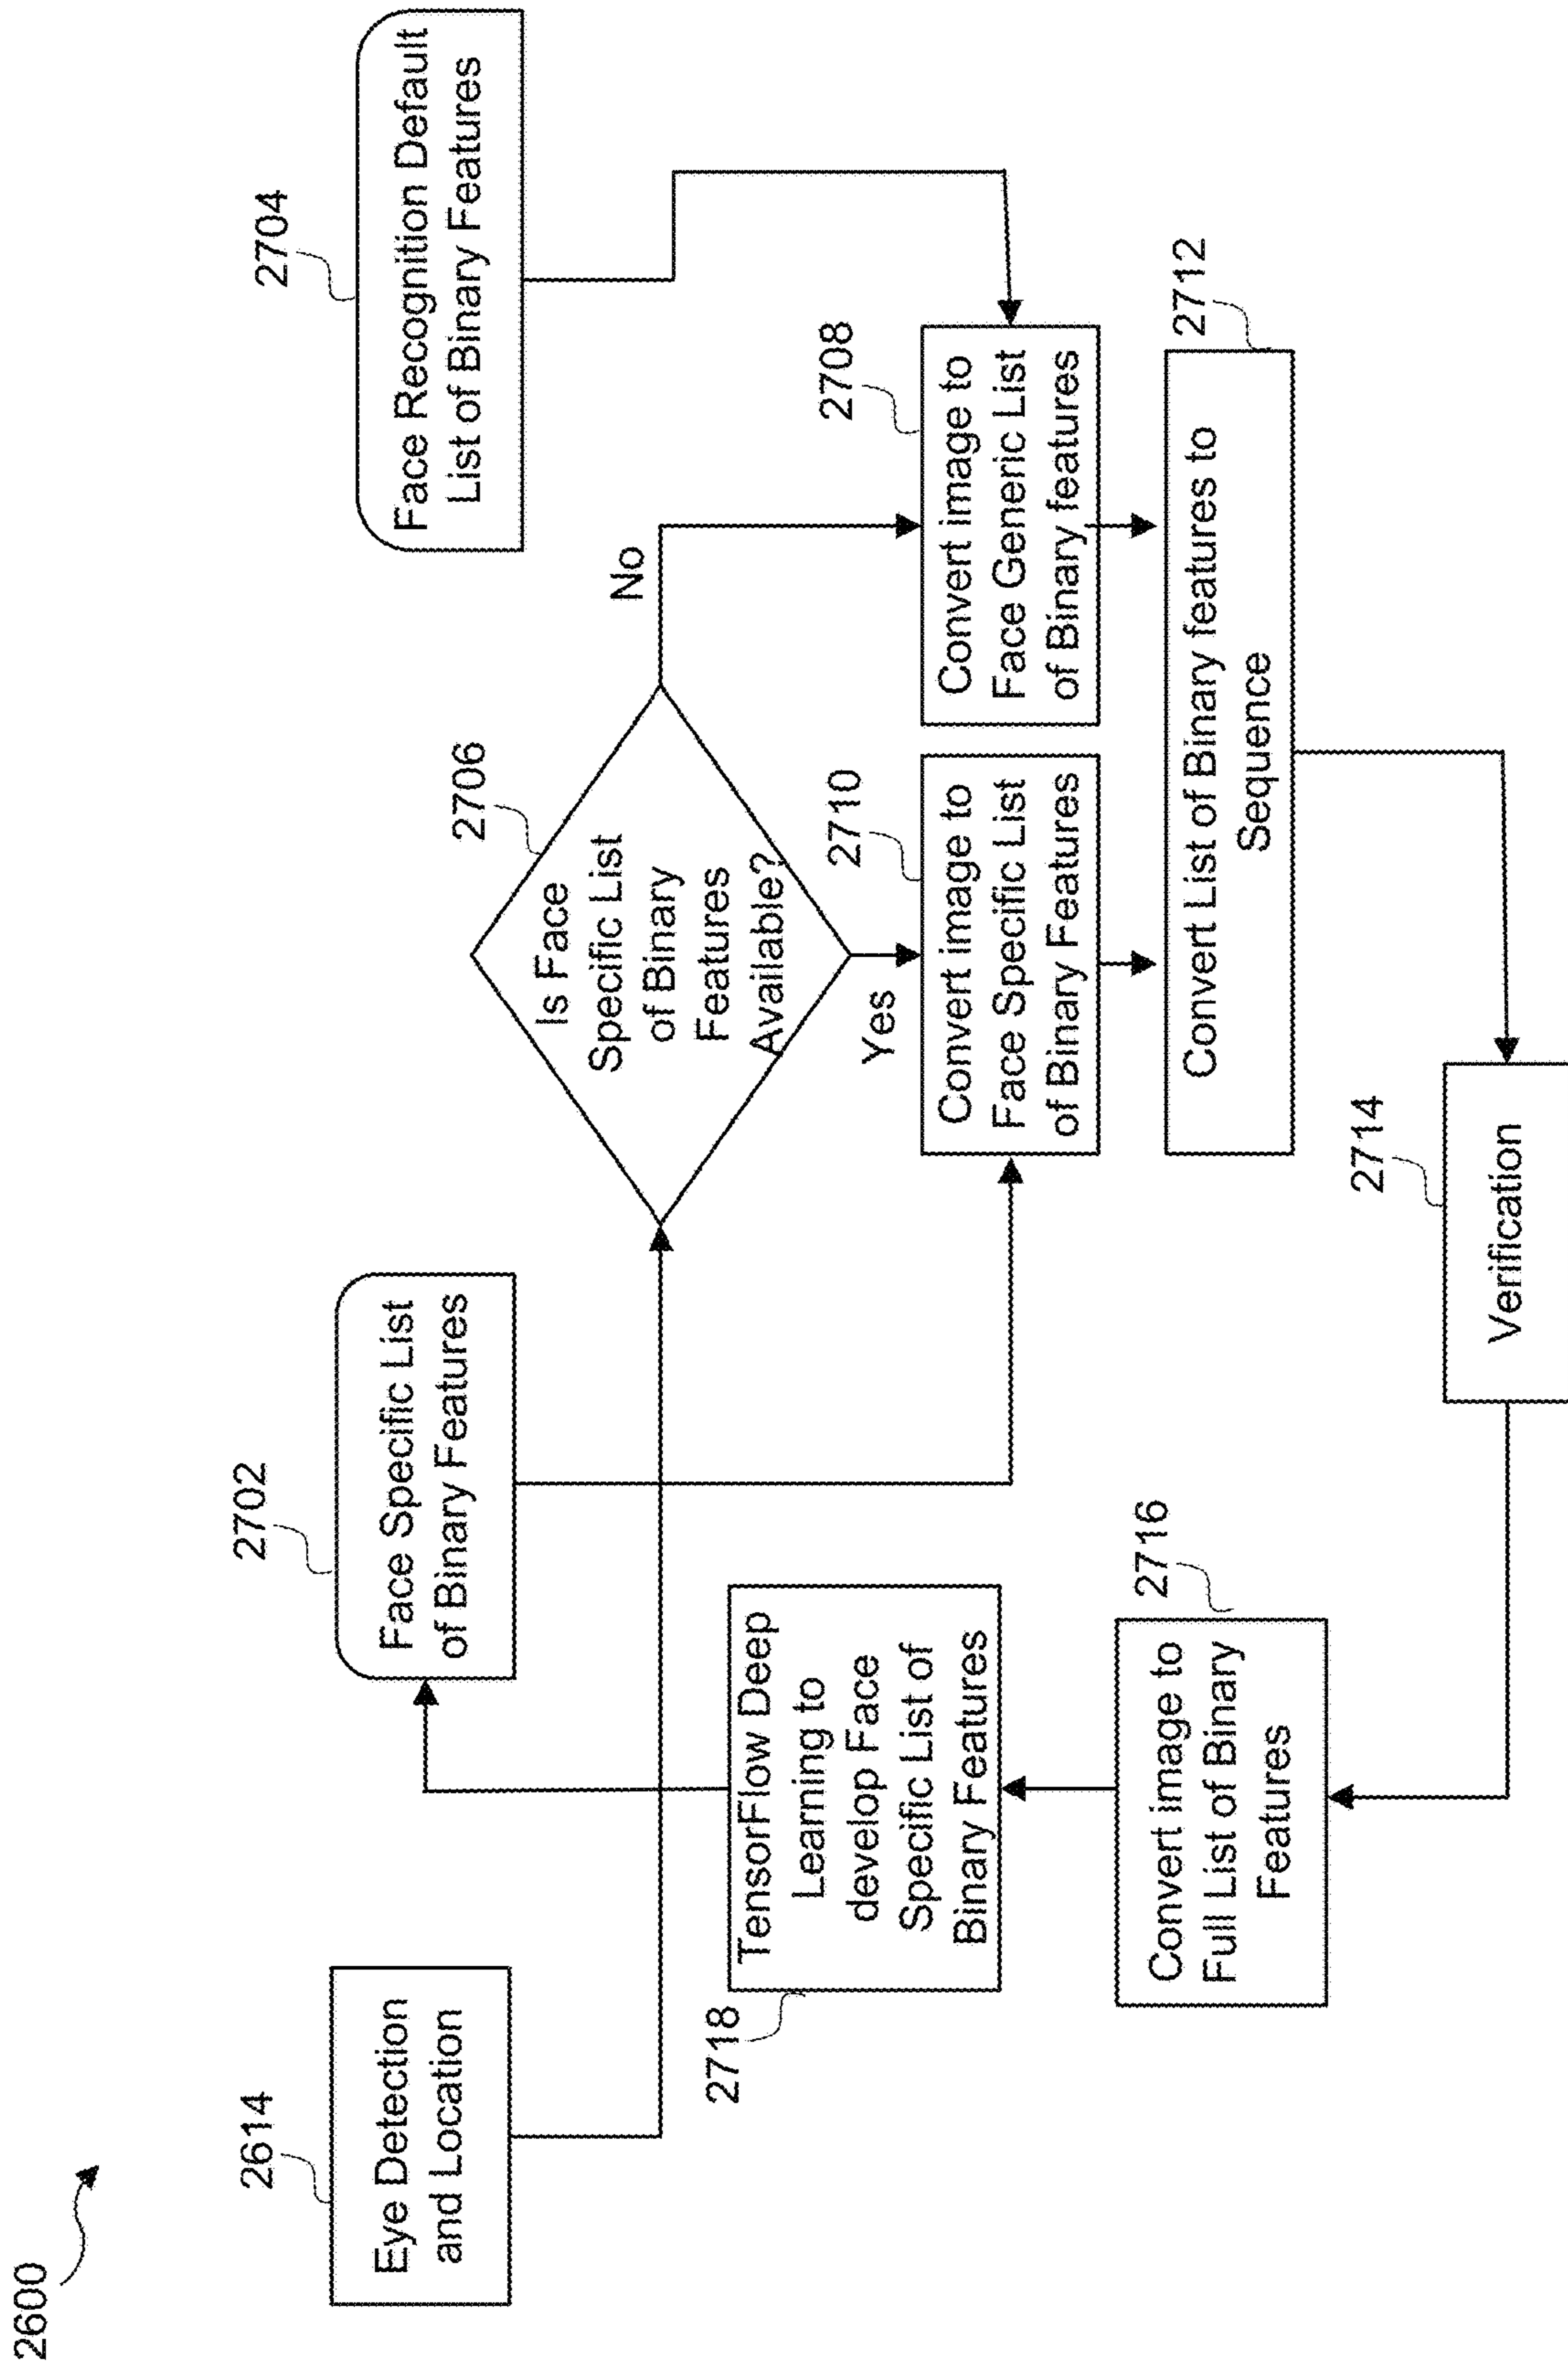 2600
2614
Eye Detection
and Location
2702
Face Specific List
of Binary Features
2704
Face Recognition Default
List of Binary Features
2706
Is Face
Specific List
of Binary
Features
Available?
No
Yes
2718
TensorFlow Deep
Learning to
develop Face
Specific List of
Binary Features
2710
Convert image to
Face Specific List
of Binary Features
2708
Convert image to
Face Generic List
of Binary features
2716
Convert image to
Full List of Binary
Features
2712
Convert List of Binary features to
Sequence
2714
Verification